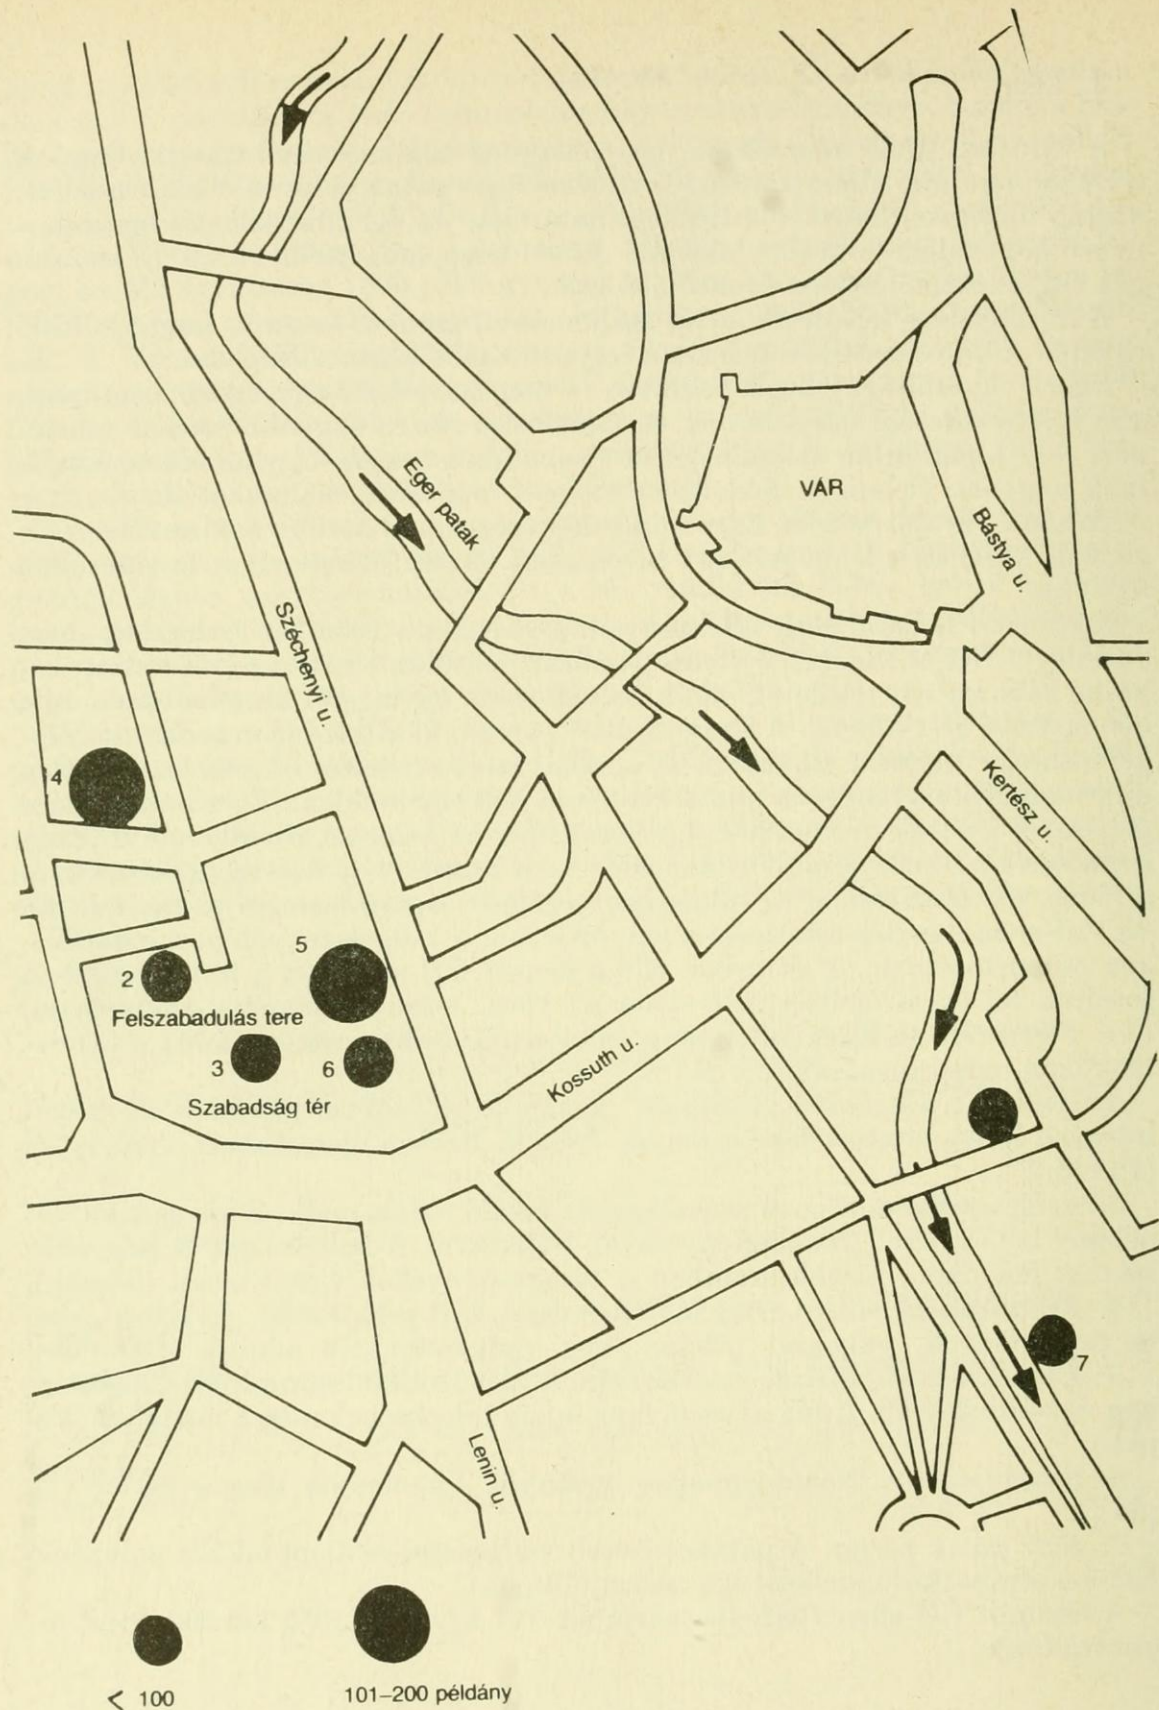 Eger patak
VÁR
Bástya u.
Széchenyi u.
4
Kertész u.
5
2
Felszabadulás tere
3
6
Szabadság tér
Kossuth u.
7
Lenin u.
< 100
101–200 példány